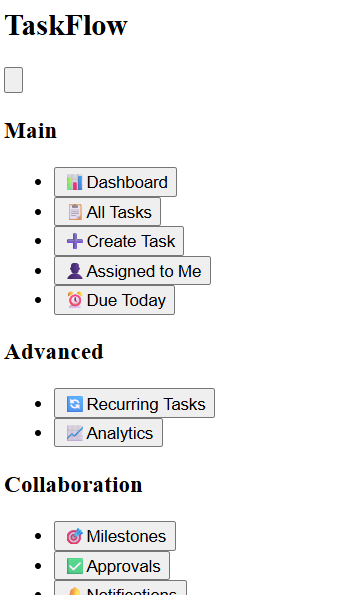 TaskFlow
Main
Dashboard
All Tasks
Create Task
Assigned to Me
Due Today
Advanced
Recurring Tasks
Analytics
Collaboration
Milestones
Approvals
Notifications